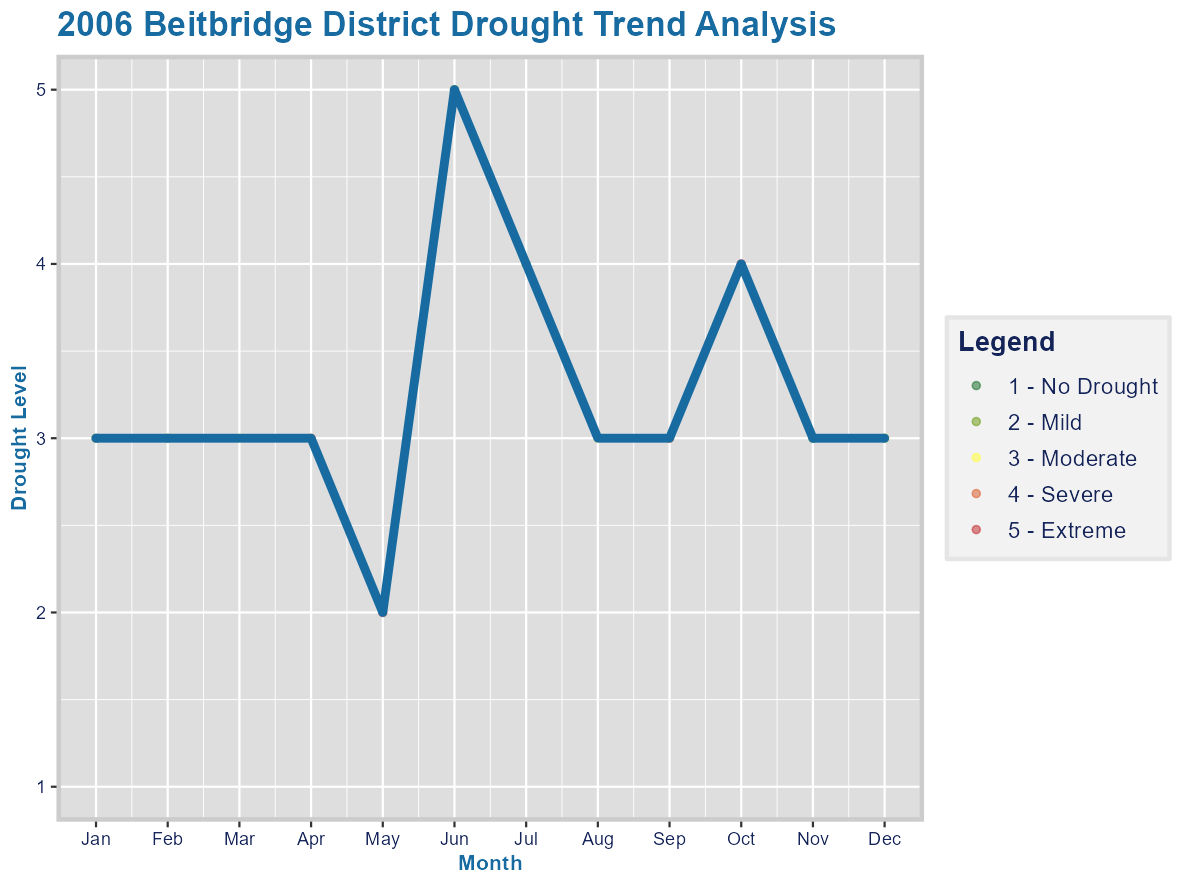 2006 Beitbridge District Drought Trend Analysis
Drought Level
5
4
3
2
1
Jan Feb Mar Apr May Jun Jul Aug Sep Oct Nov Dec
Month
Legend
1 - No Drought
2 - Mild
3 - Moderate
4 - Severe
5 - Extreme